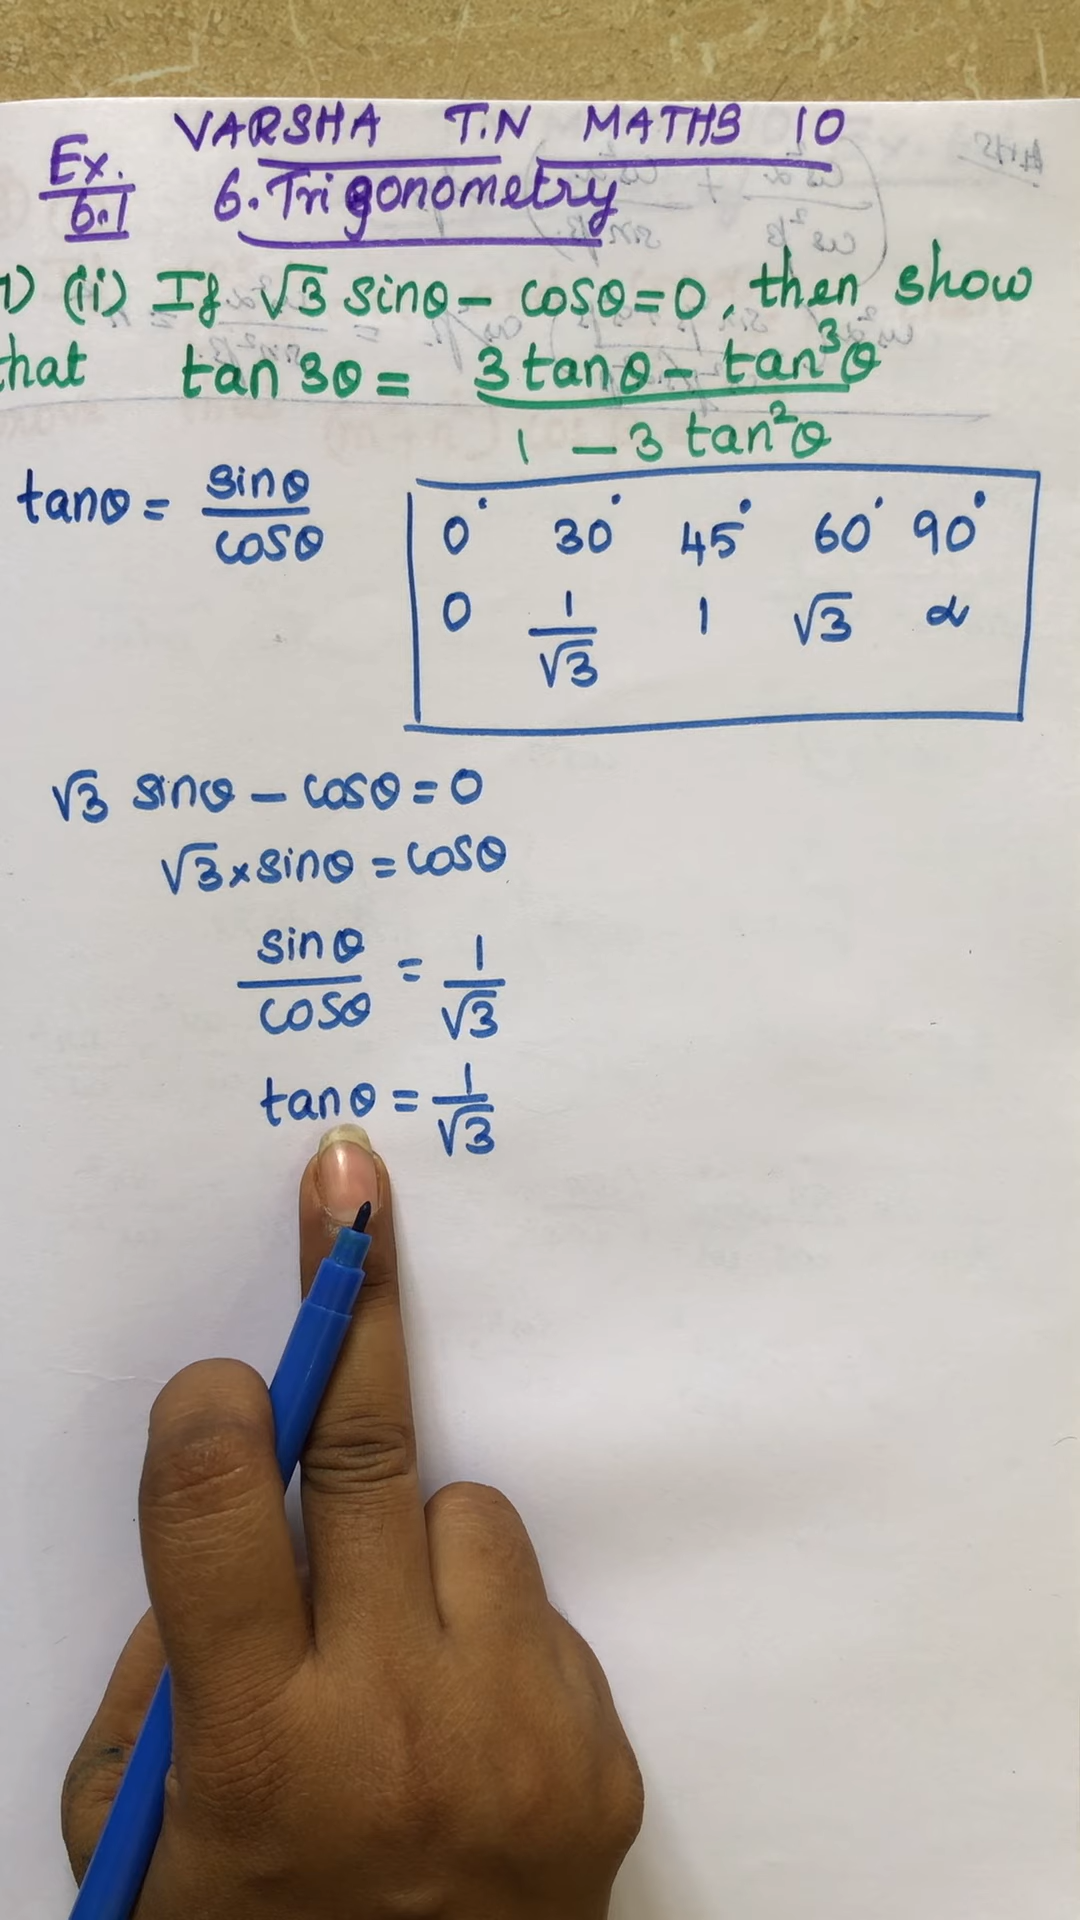 VARSHA T.N MATHS 10
Ex. 6.1 6. Trigonometry
1) (ii) If √3 sinθ - cosθ = 0, then show
that tan 3θ = 3 tanθ - tan³θ
1 - 3 tan²θ
tanθ = sinθ / cosθ
0° 30° 45° 60° 90°
0 1/√3 1 √3 α
√3 sinθ - cosθ = 0
√3 × sinθ = cosθ
sinθ / cosθ = 1/√3
tanθ = 1/√3